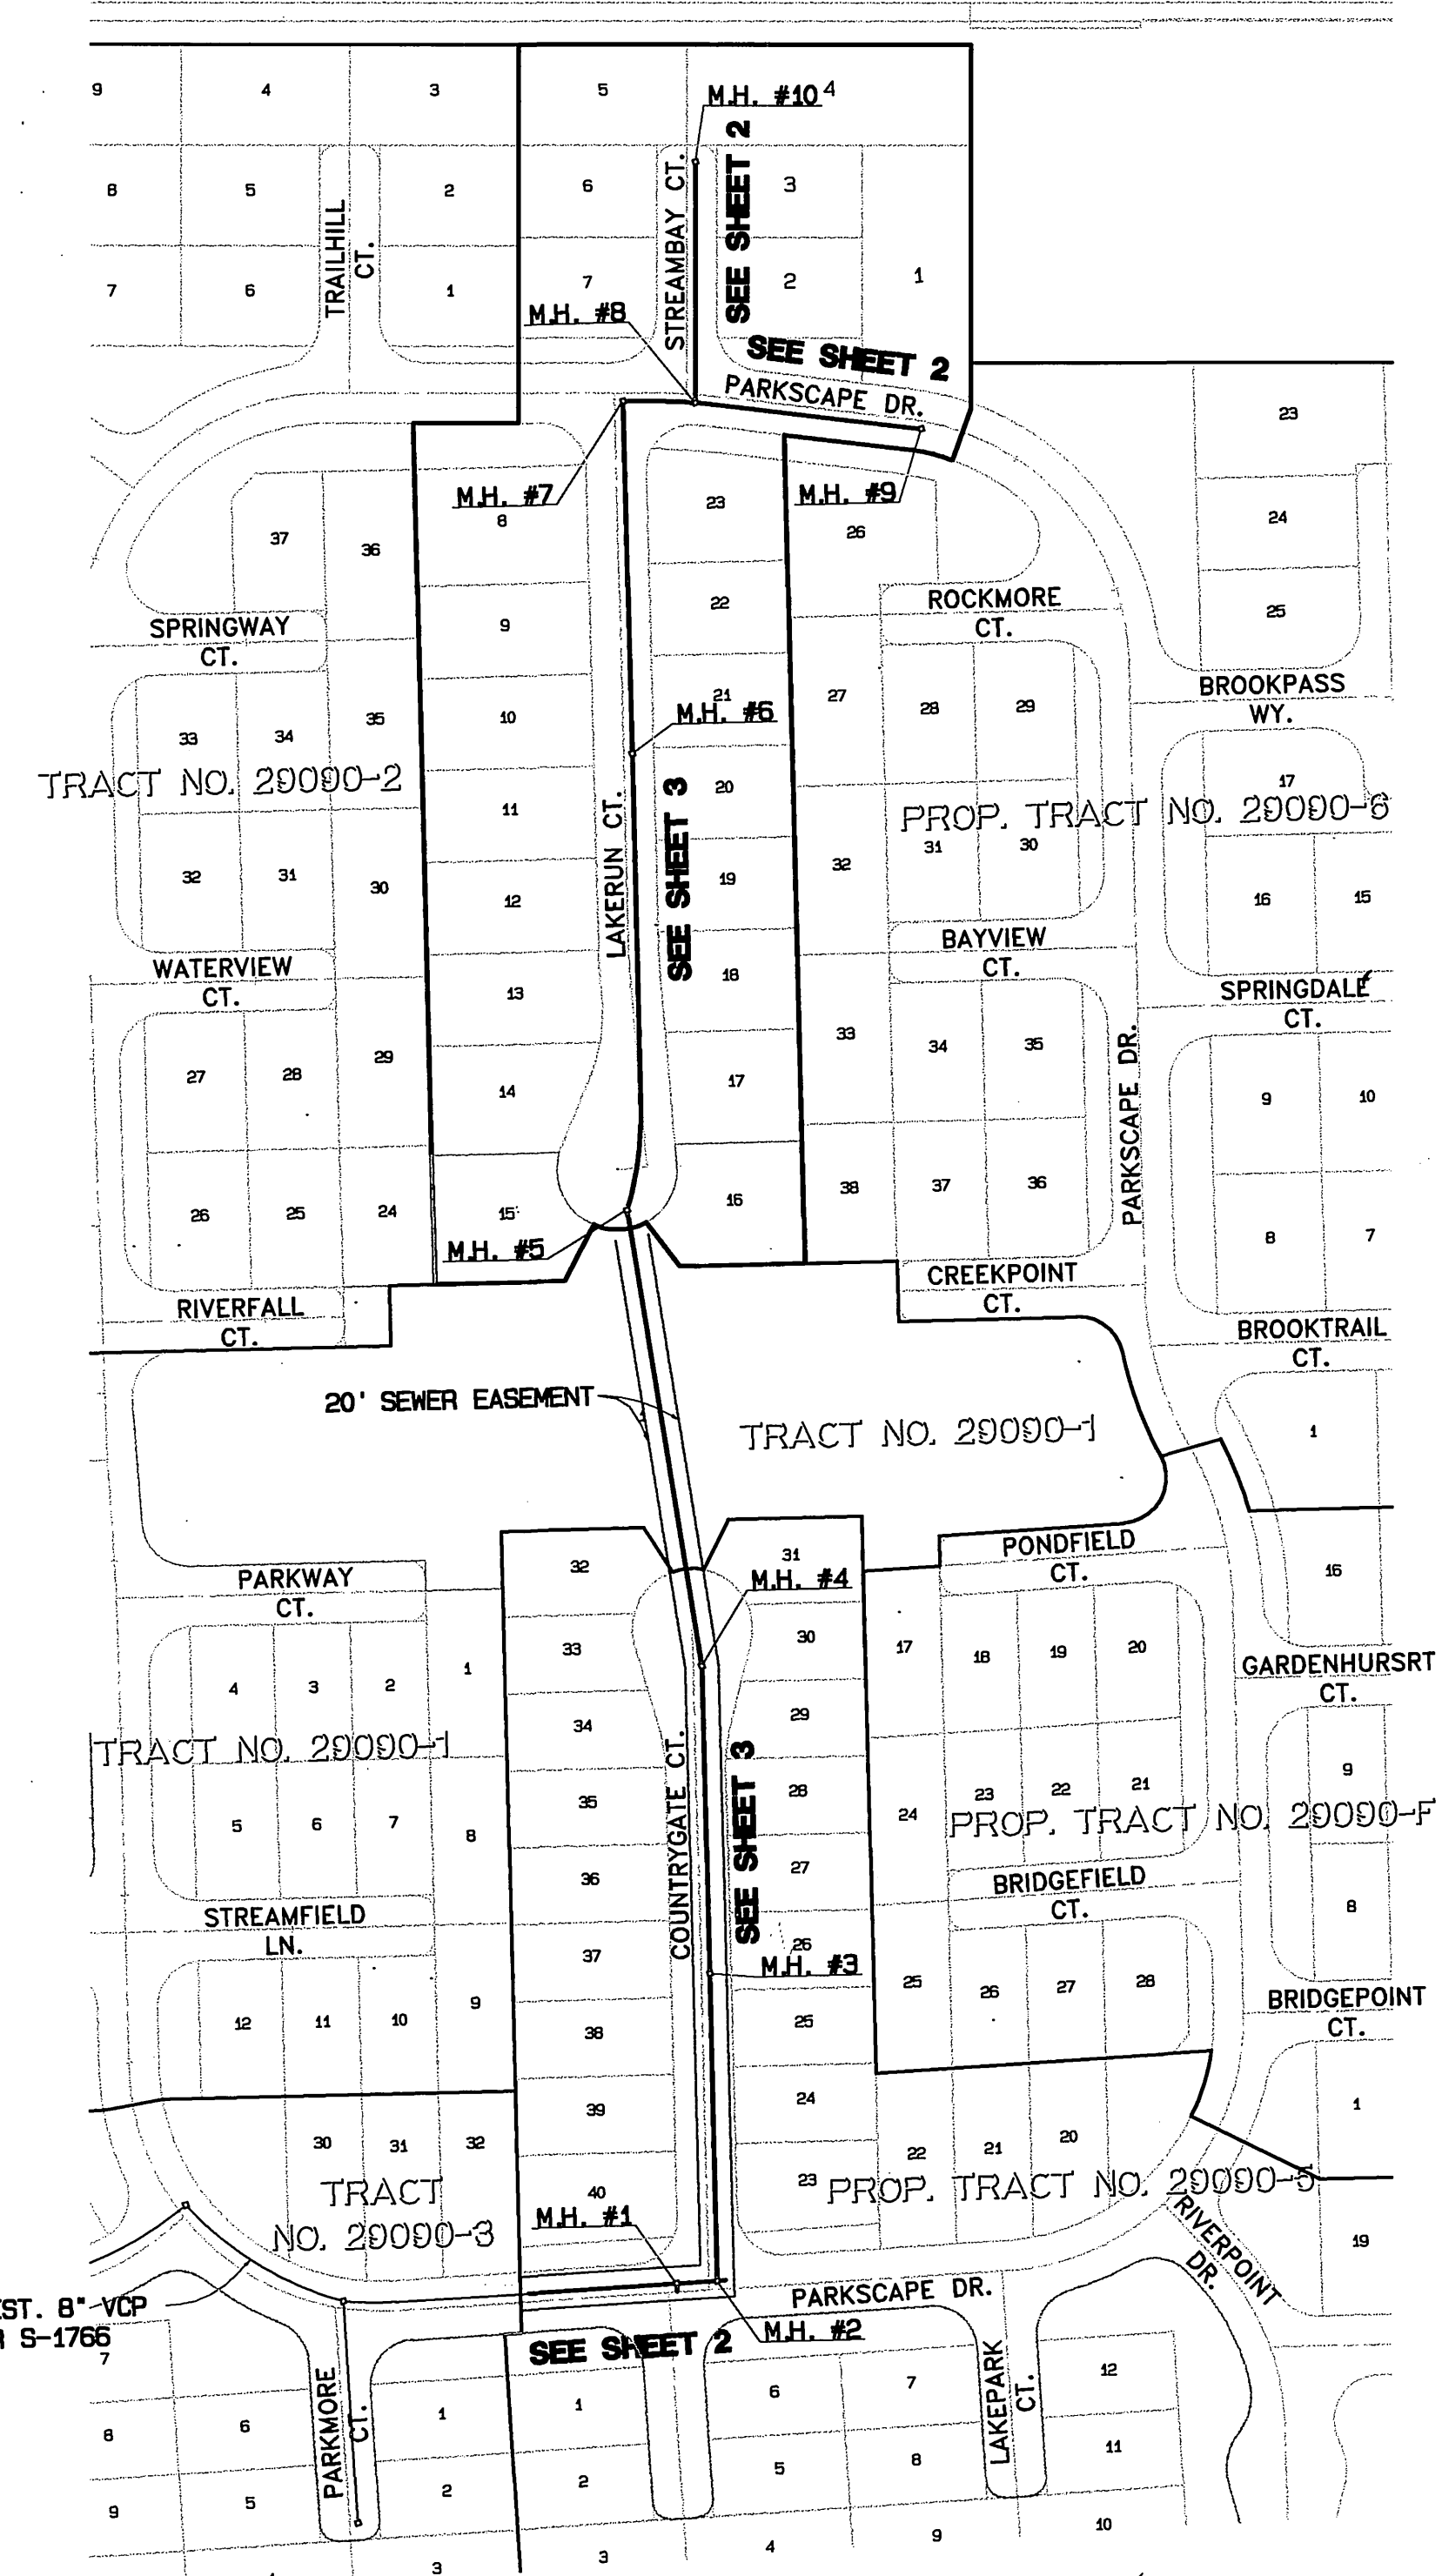 9
4
3
5
M.H. #10
4
8
5
2
6
3
SEE SHEET 2
STREAMBAY CT.
TRAILHILL
CT.
7
6
1
7
2
1
M.H. #8
SEE SHEET 2
PARKSCAPE DR.
23
M.H. #7
8
23
M.H. #9
26
24
37
36
22
ROCKMORE
CT.
25
SPRINGWAY
CT.
9
21
M.H. #6
27
28
29
BROOKPASS
WY.
33
34
35
10
TRACT NO. 29090-2
20
17
PROP. TRACT NO. 29090-6
11
LAKERUN CT.
SEE SHEET 3
31
30
32
32
31
30
12
19
16
15
WATERVIEW
CT.
BAYVIEW
CT.
13
18
SPRINGDALE
CT.
27
28
29
33
34
35
14
17
PARKSCAPE DR.
9
10
26
25
24
15
16
38
37
36
8
7
M.H. #5
RIVERFALL
CT.
CREEKPOINT
CT.
BROOKTRAIL
CT.
20' SEWER EASEMENT
TRACT NO. 29090-1
1
PARKWAY
CT.
32
31
M.H. #4
PONDFIELD
CT.
16
4
3
2
1
33
30
17
18
19
20
GARDENHURSRT
CT.
34
29
TRACT NO. 29090-1
COUNTRYGATE CT.
SEE SHEET 3
5
6
7
8
35
28
24
23
22
21
9
PROP. TRACT NO. 29090-F
36
27
BRIDGEFIELD
CT.
STREAMFIELD
LN.
8
37
26
M.H. #3
25
26
27
28
BRIDGEPOINT
CT.
12
11
10
9
38
25
39
24
1
30
31
32
22
21
20
TRACT
NO. 29090-3
40
23
PROP. TRACT NO. 29090-5
M.H. #1
RIVERPOINT
DR.
19
ST. 8" VCP
S-1766
PARKSCAPE DR.
M.H. #2
SEE SHEET 2
7
PARKMORE
CT.
LAKEPARK
CT.
8
6
1
1
6
7
12
9
5
2
2
5
8
11
3
3
4
9
10